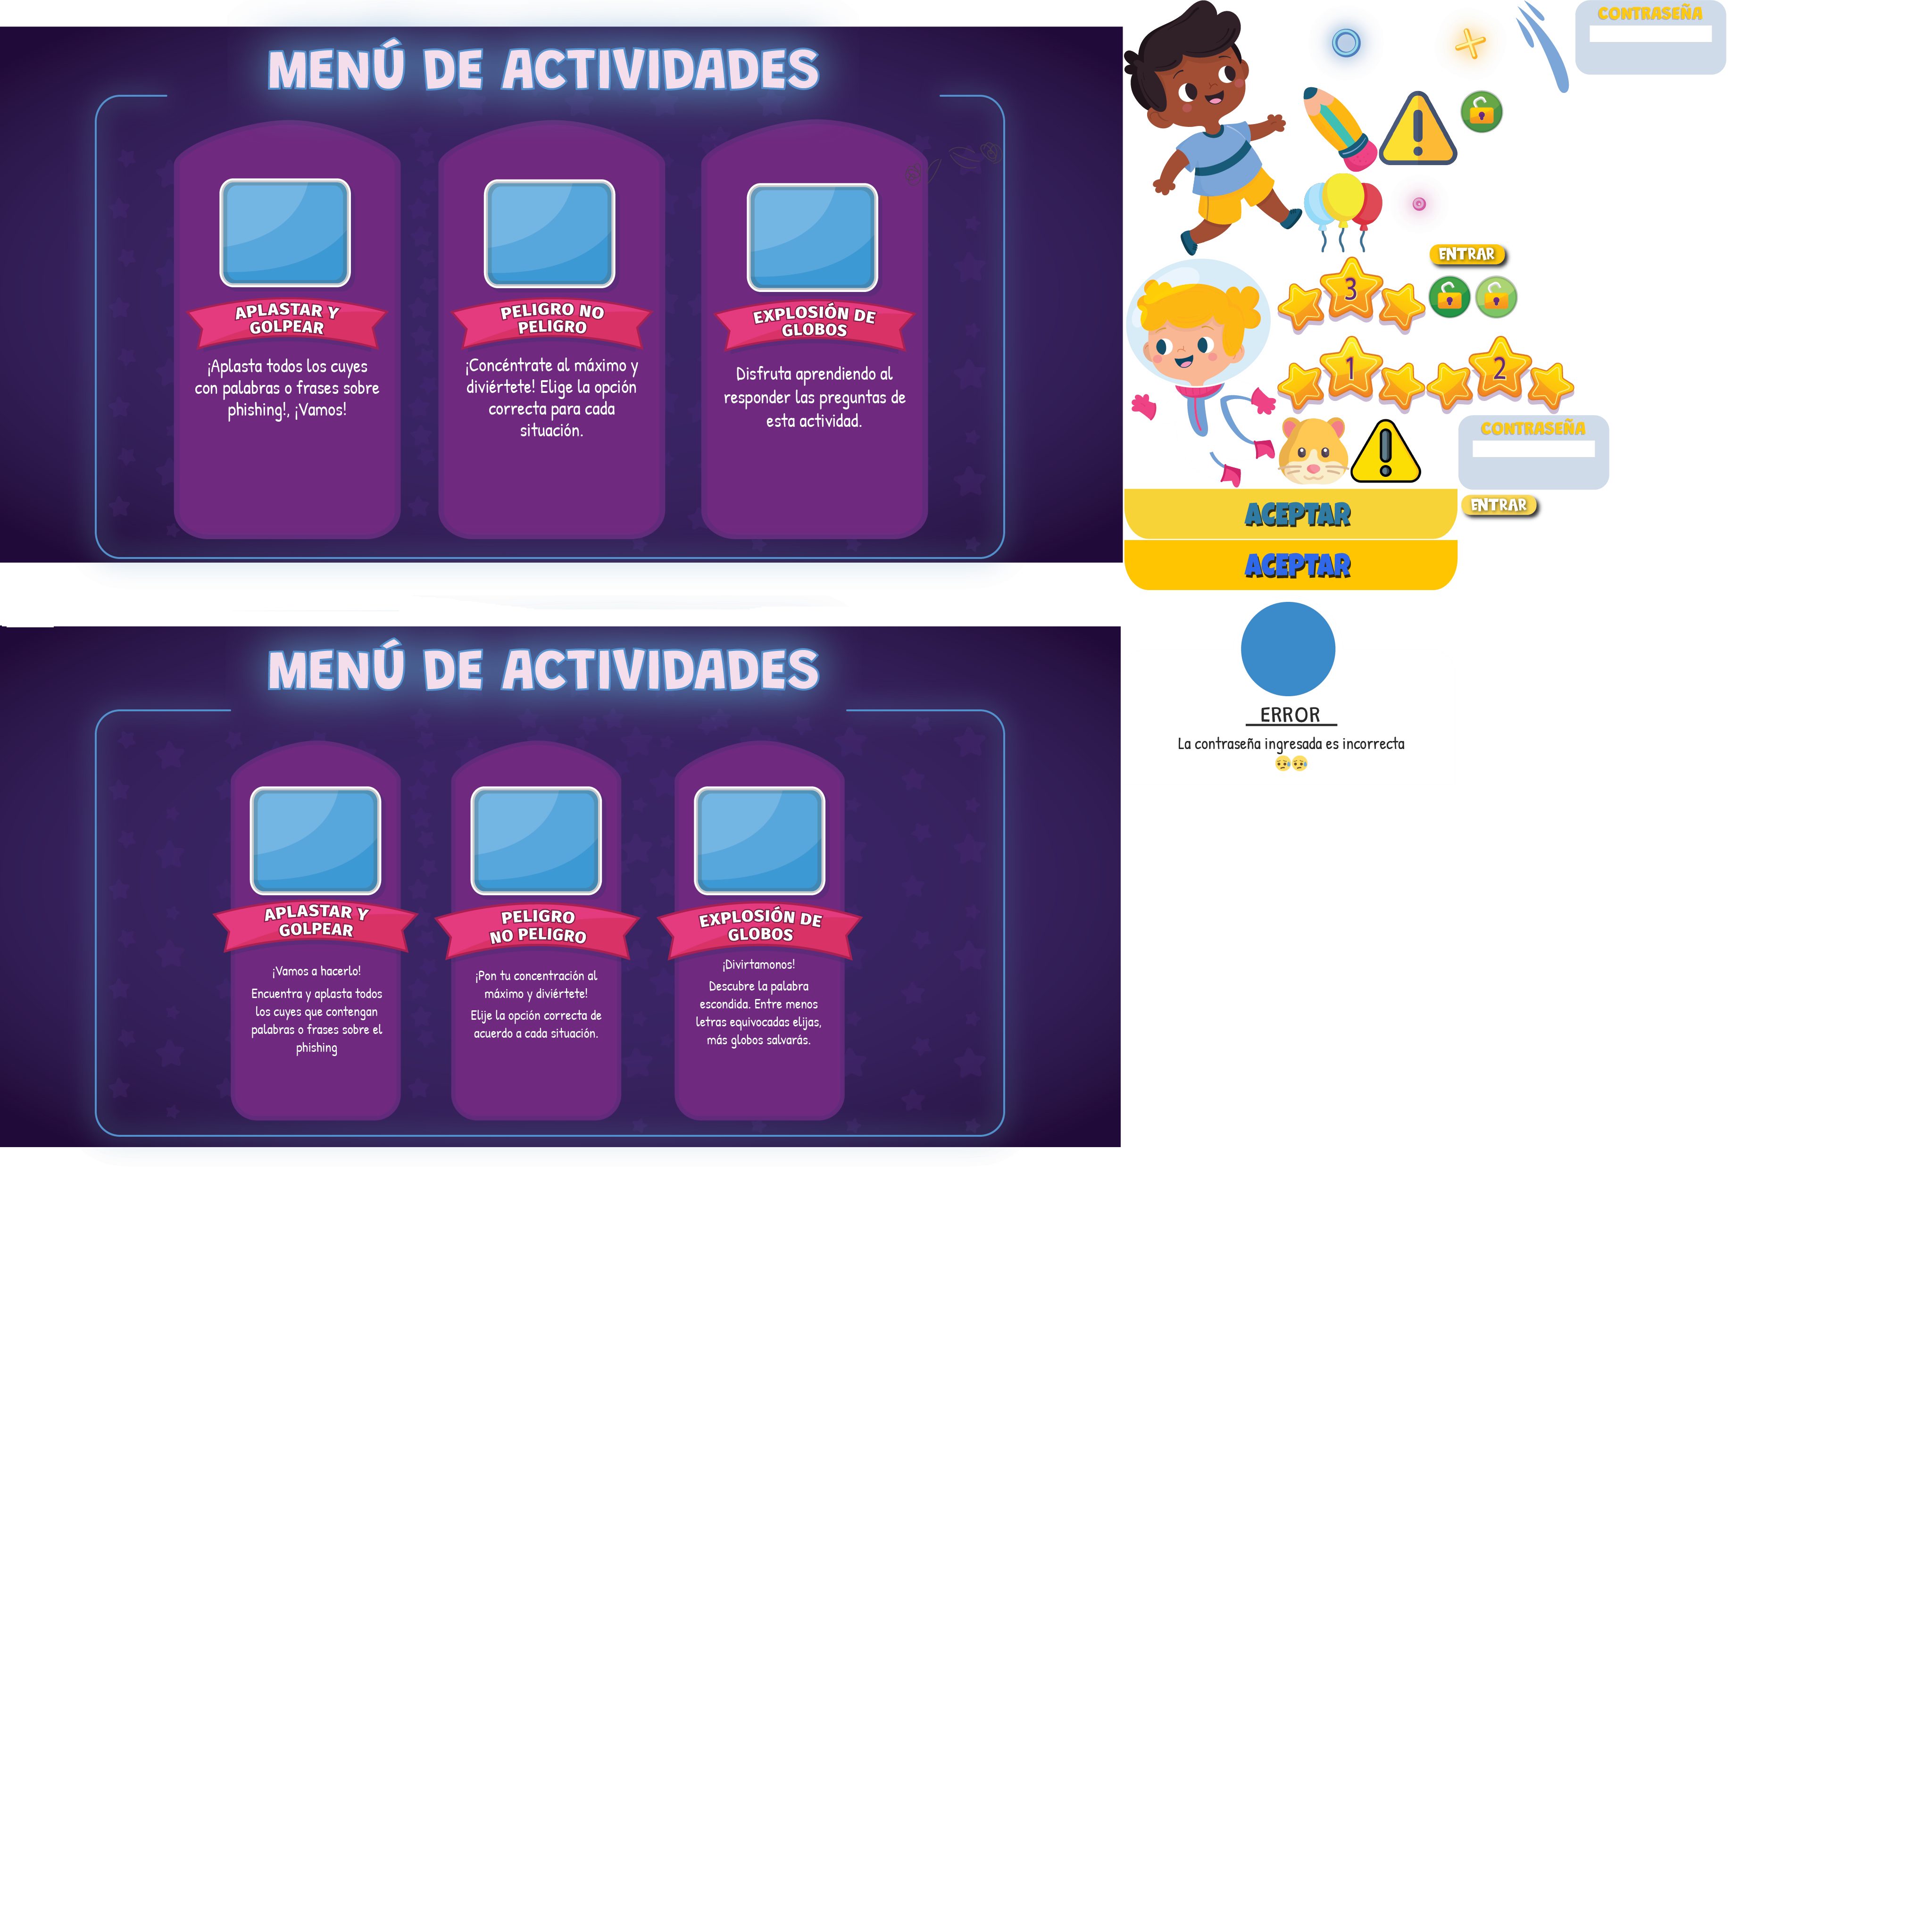 MENÚ DE ACTIVIDADES
APLASTAR Y
GOLPEAR
¡Aplasta todos los cuyes
con palabras o frases sobre
phishing!, ¡Vamos!
PELIGRO NO
PELIGRO
¡Concéntrate al máximo y
diviértete! Elige la opción
correcta para cada
situación.
EXPLOSIÓN DE
GLOBOS
Disfruta aprendiendo al
responder las preguntas de
esta actividad.
CONTRASEÑA
ENTRAR
3
1
2
CONTRASEÑA
ENTRAR
ACEPTAR
ACEPTAR
ERROR
La contraseña ingresada es incorrecta
MENÚ DE ACTIVIDADES
APLASTAR Y
GOLPEAR
¡Vamos a hacerlo!
Encuentra y aplasta todos
los cuyes que contengan
palabras o frases sobre el
phishing
PELIGRO
NO PELIGRO
¡Pon tu concentración al
máximo y diviértete!
Elije la opción correcta de
acuerdo a cada situación.
EXPLOSIÓN DE
GLOBOS
¡Divirtamonos!
Descubre la palabra
escondida. Entre menos
letras equivocadas elijas,
más globos salvarás.